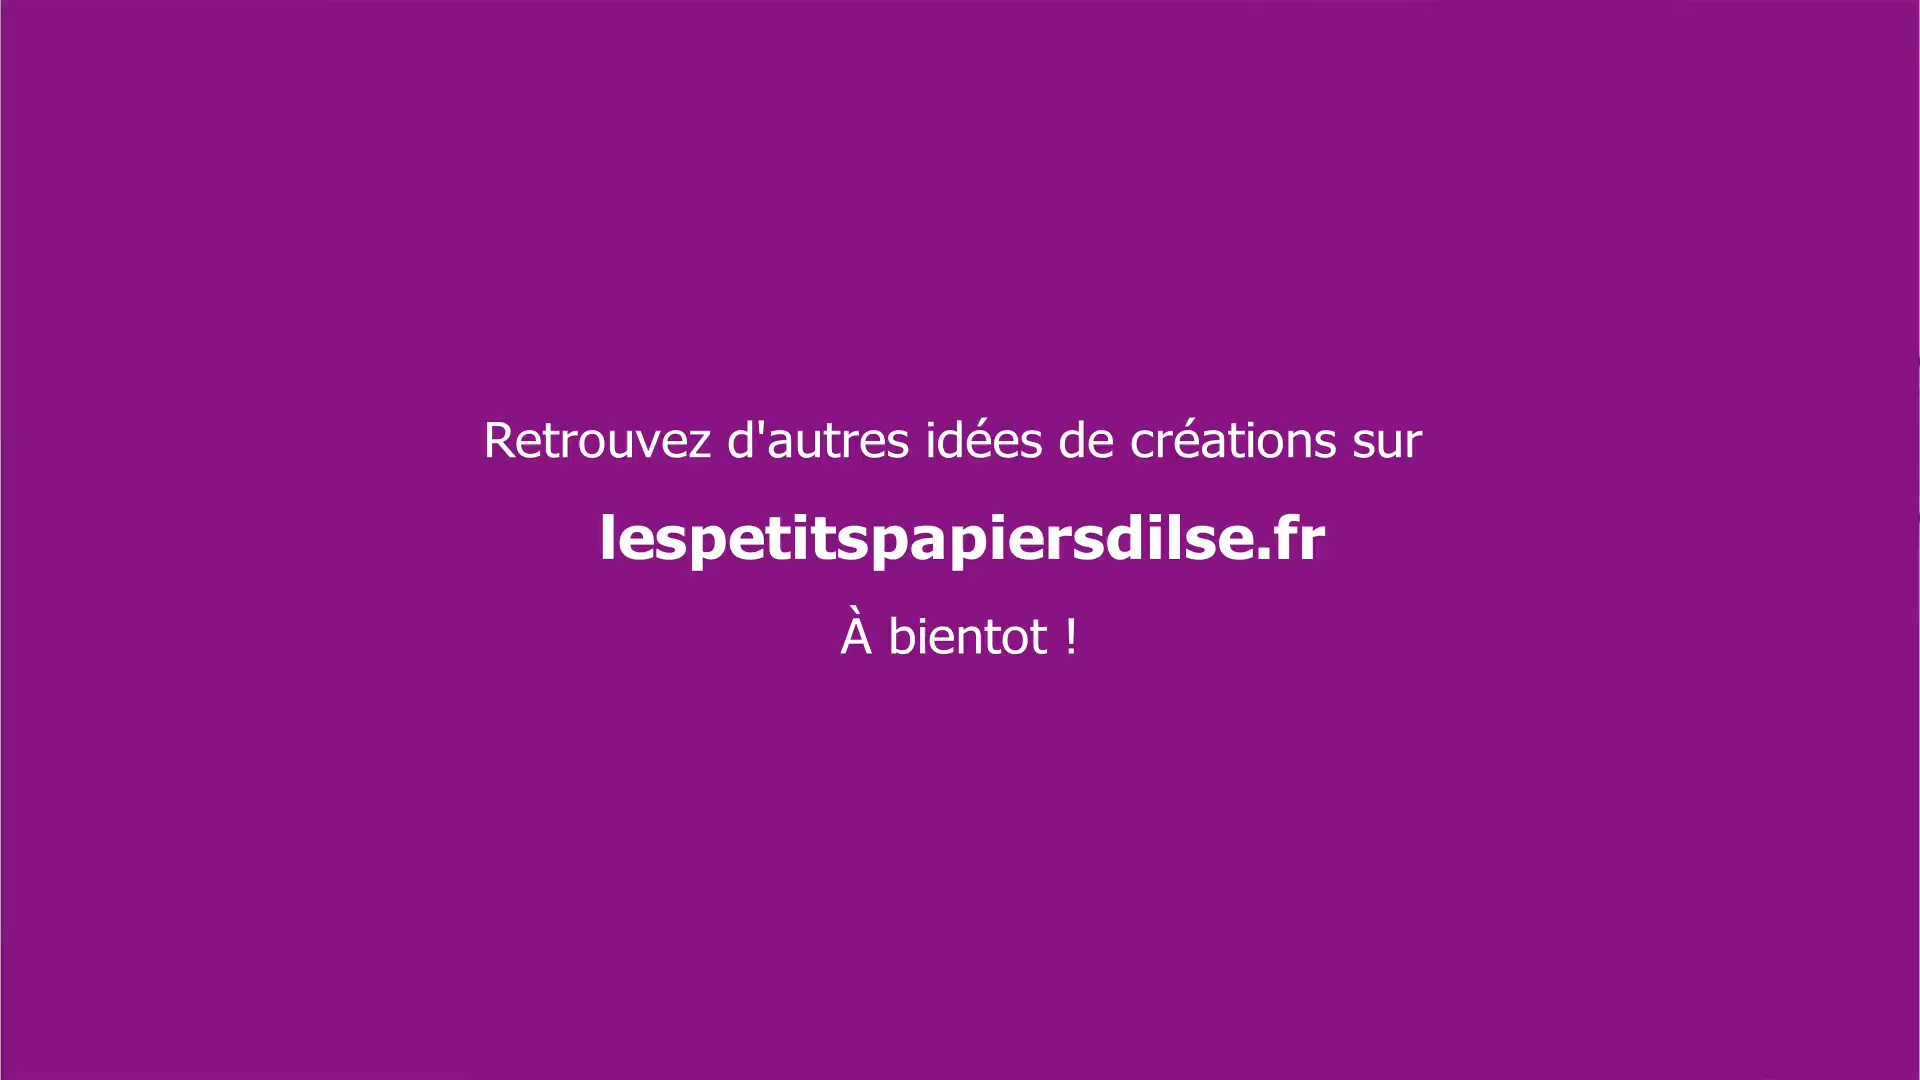 Retrouvez d'autres idées de créations sur
lespetitspapiersdilse.fr
À bientot !